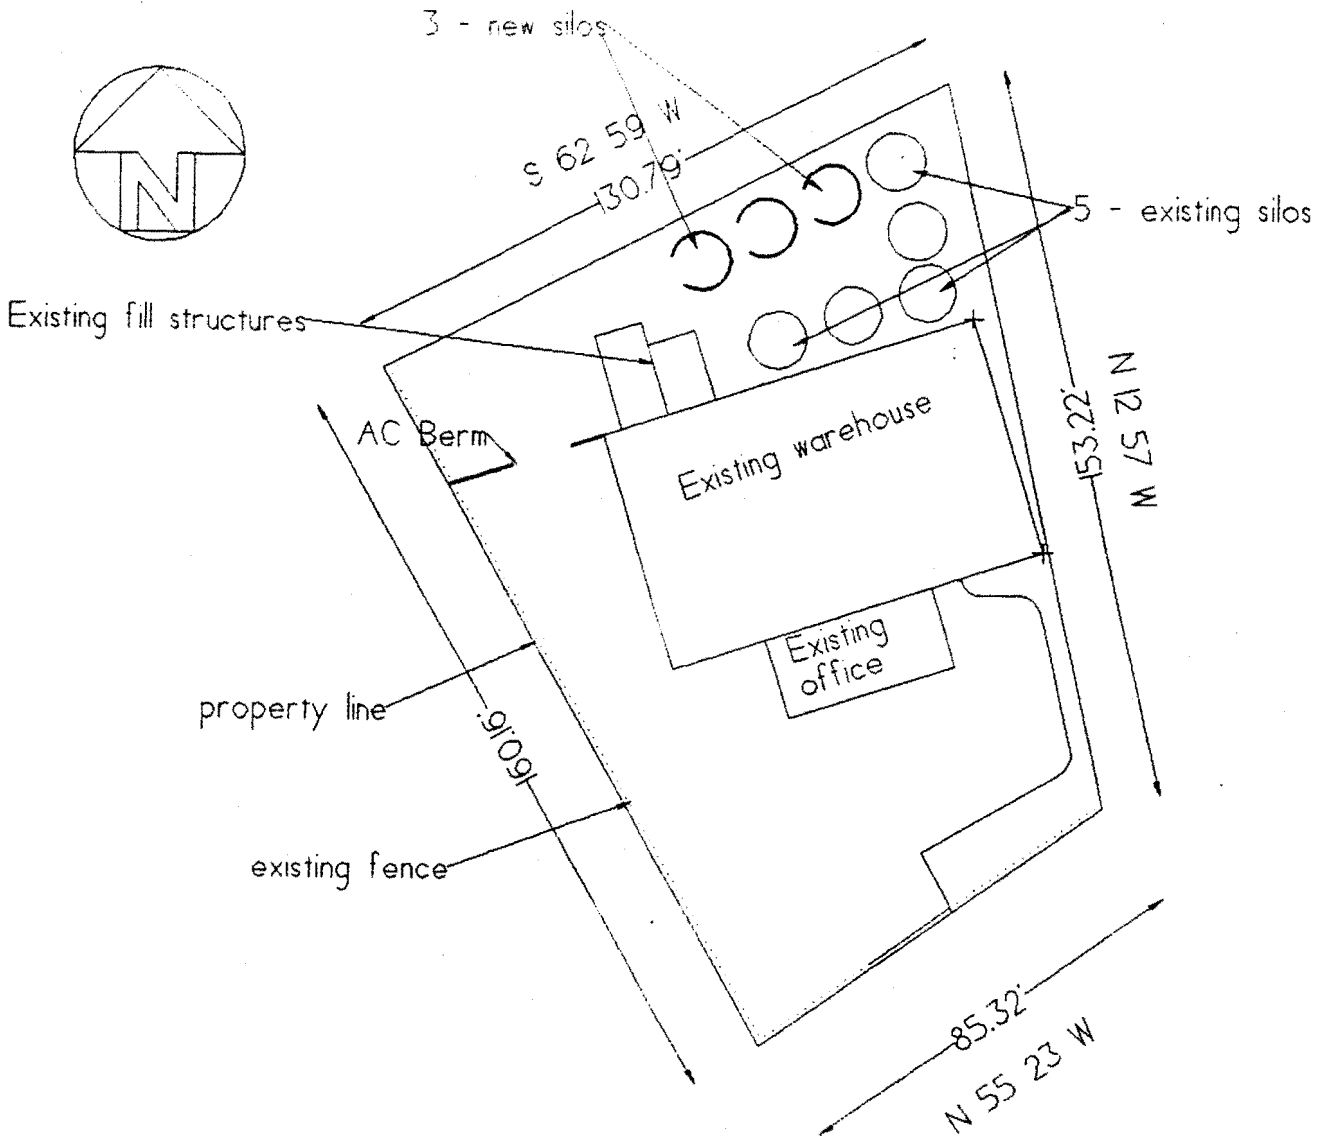 3 - new silos
N
S 62 59 W
130.79'
5 - existing silos
Existing fill structures
AC Berm
Existing warehouse
N 12 57 W
153.22'
Existing
office
property line
160.16'
existing fence
85.32'
N 55 23 W